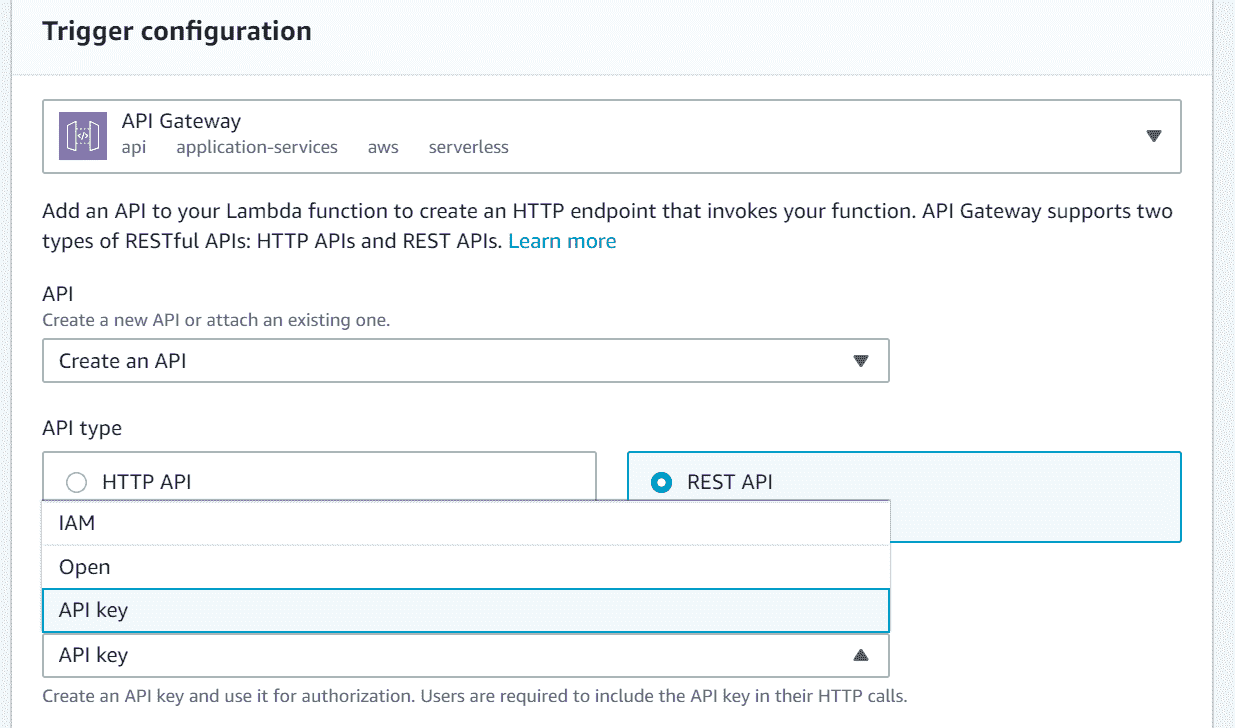 Trigger configuration
API Gateway
api application-services aws serverless
Add an API to your Lambda function to create an HTTP endpoint that invokes your function. API Gateway supports two
types of RESTful APIs: HTTP APIs and REST APIs. Learn more
API
Create a new API or attach an existing one.
Create an API
API type
HTTP API
REST API
IAM
Open
API key
API key
Create an API key and use it for authorization. Users are required to include the API key in their HTTP calls.